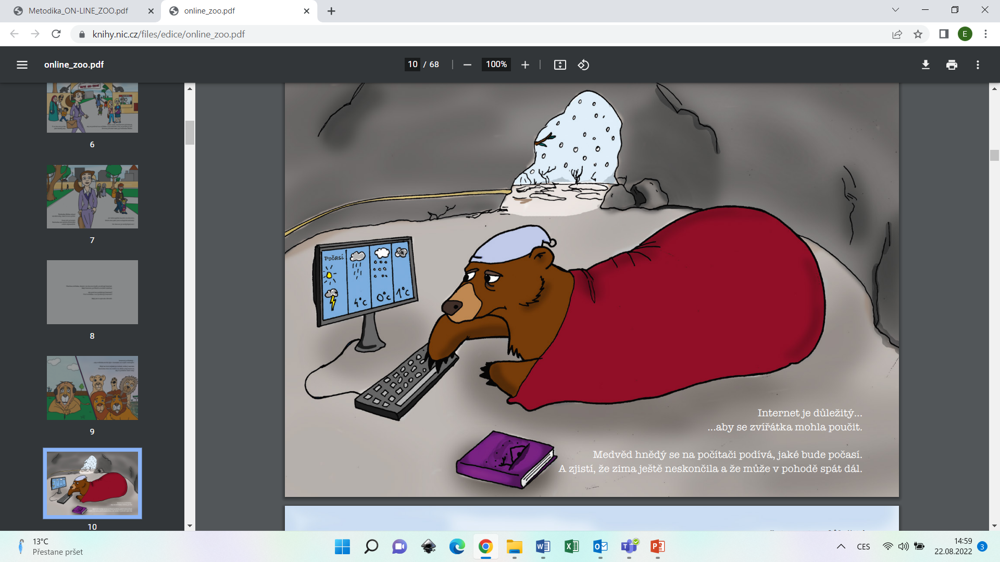 Metodika_ON-LINE_ZOO.pdf
online_zoo.pdf
knihy.nic.cz/files/edice/online_zoo.pdf
E
online_zoo.pdf
10 / 68
100%
6
7
8
9
10
Počasí
4°c
0°c
1°c
Internet je důležitý...
...aby se zvířátka mohla poučit.
Medvěd hnědý se na počítači podívá, jaké bude počasí.
A zjistí, že zima ještě neskončila a že může v pohodě spát dál.
13°C
Přestane pršet
CES
14:59
22.08.2022
3